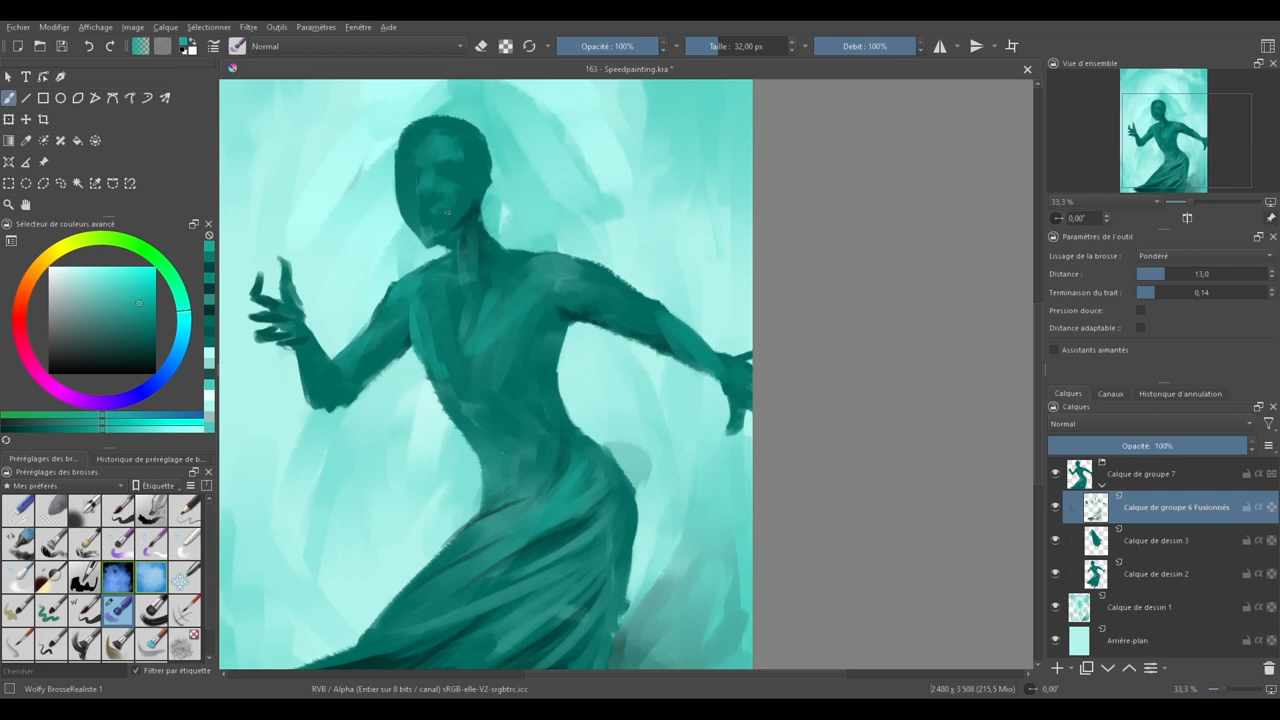 Fichier Modifier Affichage Image Calque Sélectionner Filtre Outils Paramètres Fenêtre Aide
Normal Opacité : 100% Taille : 32,00 px Débit : 100%
163 - Speedpainting.kra *
Vue d'ensemble
33,3 %
0,00°
Paramètres de l'outil
Lissage de la brosse : Pondéré
Distance : 13,0
Terminaison du trait : 0,14
Pression douce:
Distance adaptable ::
Assistants aimantés
Calques Canaux Historique d'annulation
Calques
Normal
Opacité: 100%
Calque de groupe 7
Calque de groupe 6 Fusionnés
Calque de dessin 3
Calque de dessin 2
Calque de dessin 1
Arrière-plan
Sélecteur de couleurs avancé
Préréglages des br... Historique de préréglage de b...
Préréglages des brosses
Mes préférés Étiquette
Chercher Filtrer par étiquette
Wolfy BrosseRéaliste 1 RVB / Alpha (Entier sur 8 bits / canal) sRGB-elle-V2-srgbtrc.icc 2 480 x 3 508 (215,5 Mio) 0,00° 33,3 %